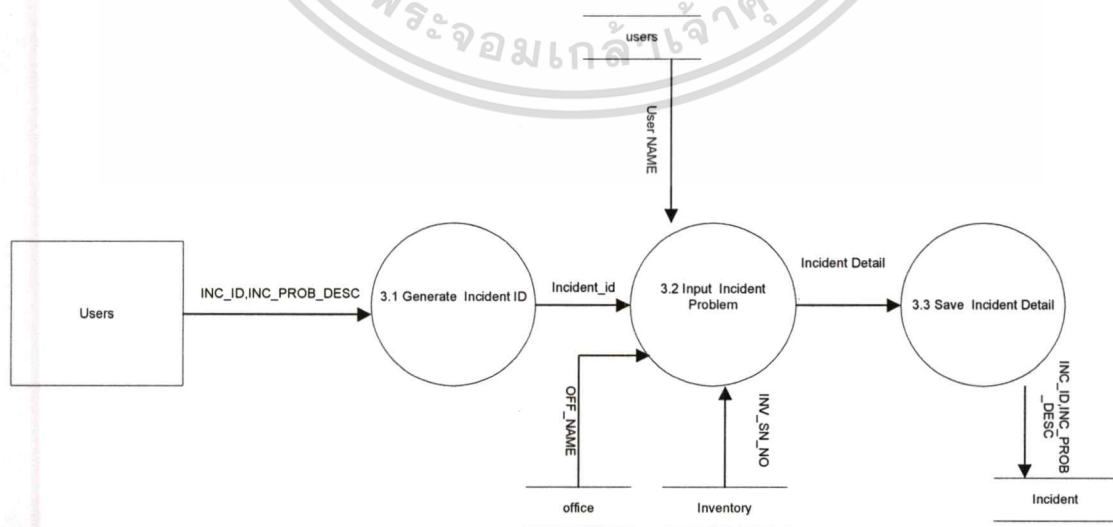 พระจอมเกล้าเจ้าคุ
users
User NAME
Users
INC_ID,INC_PROB_DESC
3.1 Generate Incident ID
Incident_id
3.2 Input Incident
Problem
Incident Detail
3.3 Save Incident Detail
OFF_NAME
INV_SN_NO
INC_ID,INC_PROB
_DESC
office
Inventory
Incident